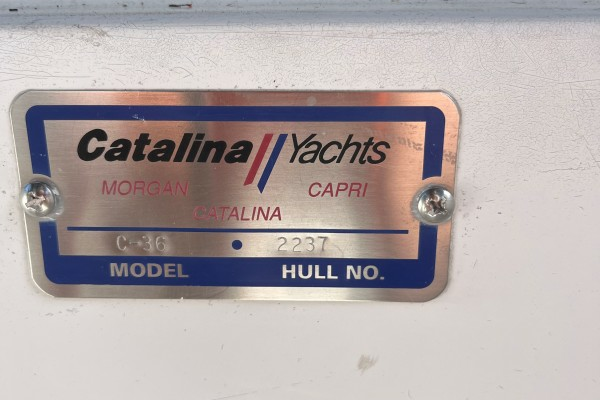 Catalina Yachts
MORGAN CAPRI
CATALINA
C-36 • 2237
MODEL HULL NO.